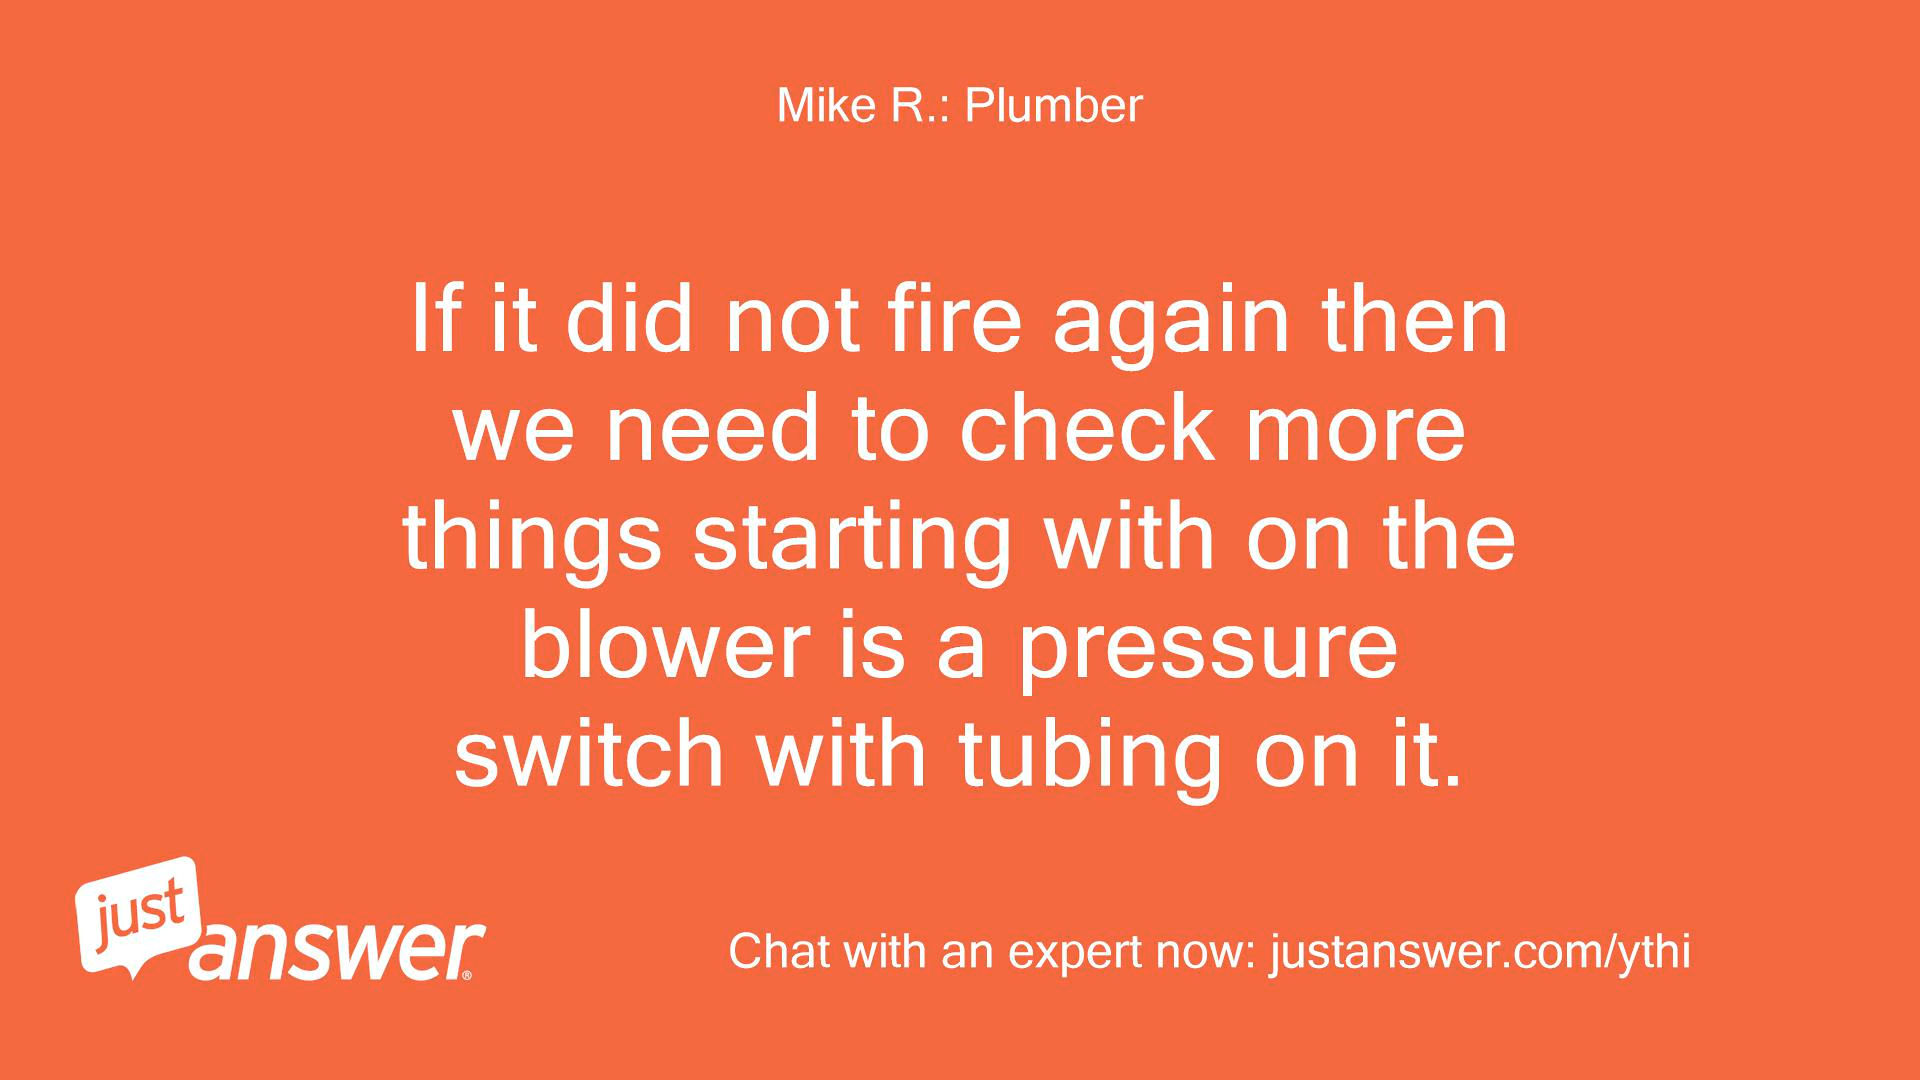 Mike R.: Plumber
If it did not fire again then
we need to check more
things starting with on the
blower is a pressure
switch with tubing on it.
just
answer®
Chat with an expert now: justanswer.com/ythi